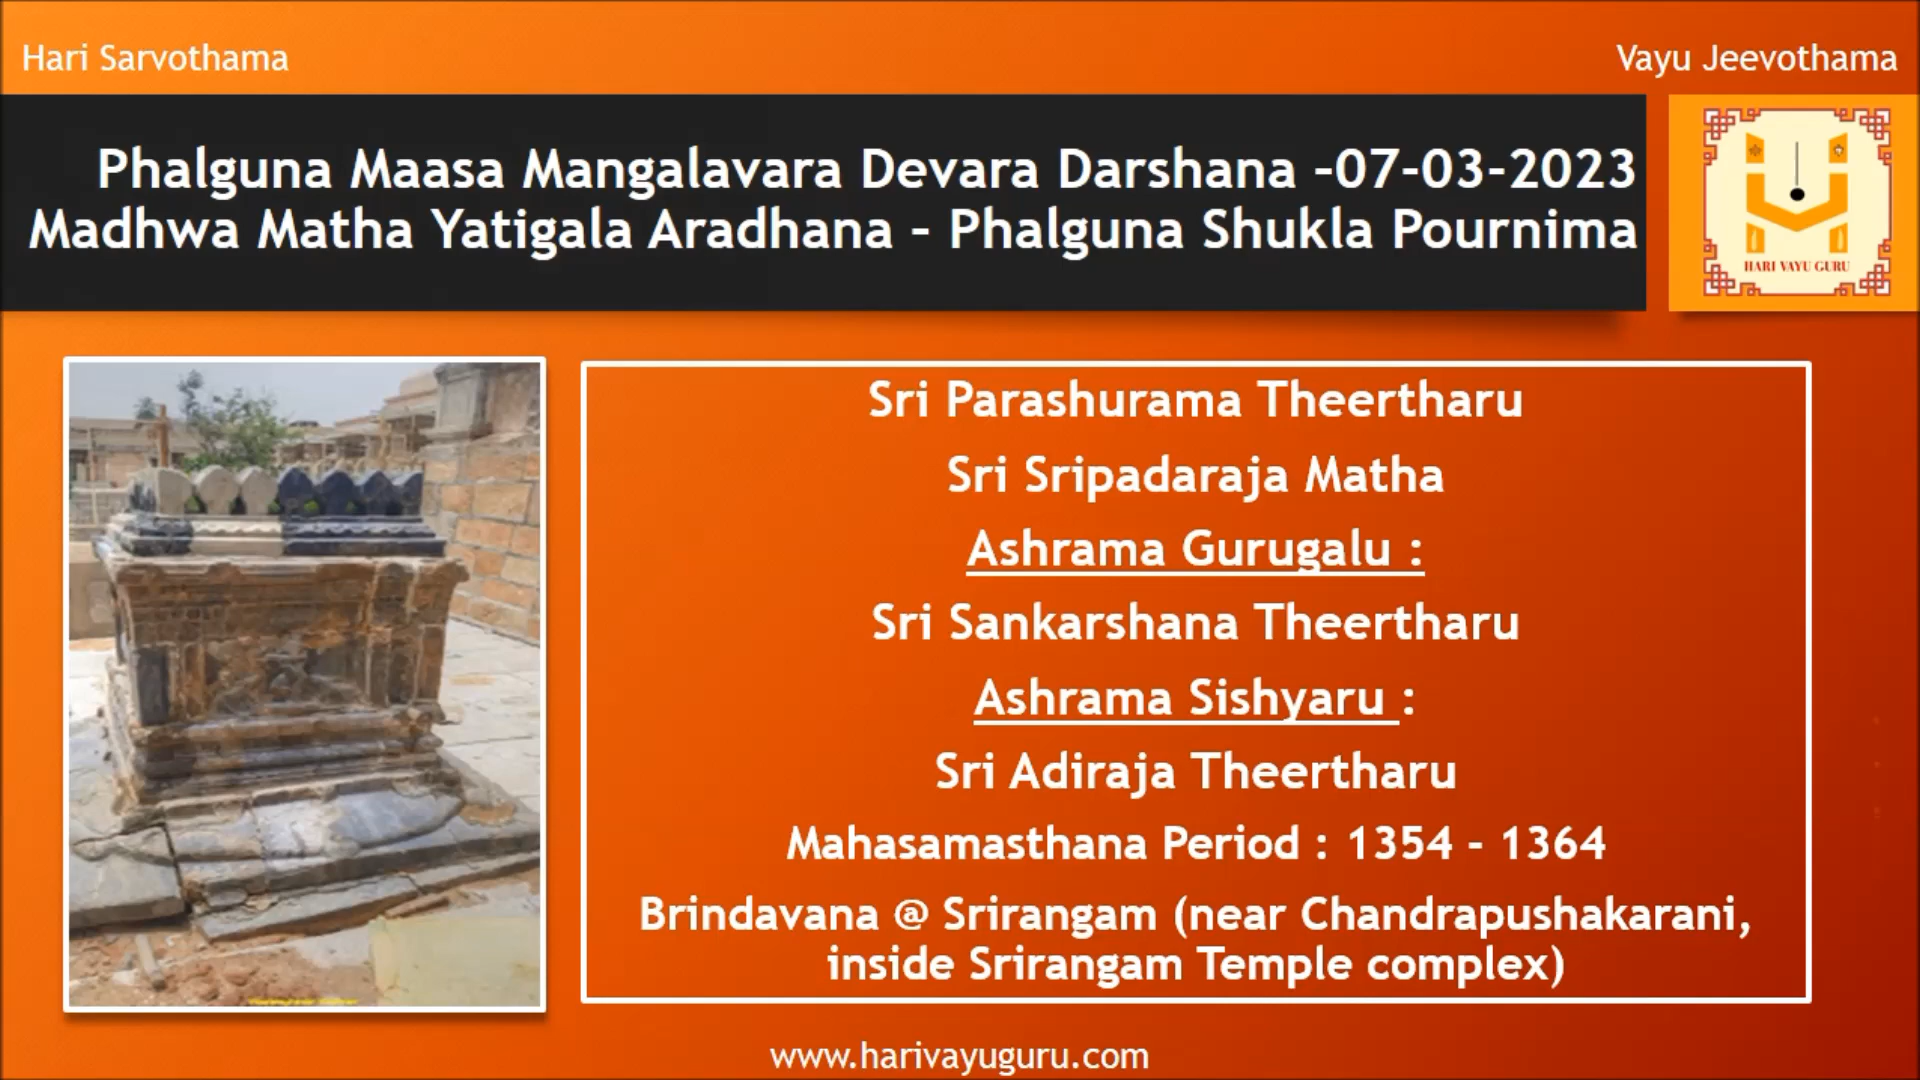 Hari Sarvothama
Vayu Jeevothama
Phalguna Maasa Mangalavara Devara Darshana -07-03-2023
Madhwa Matha Yatigala Aradhana - Phalguna Shukla Pournima
HARI VAYU GURU
Sri Parashurama Theertharu
Sri Sripadaraja Matha
Ashrama Gurugalu :
Sri Sankarshana Theertharu
Ashrama Sishyaru :
Sri Adiraja Theertharu
Mahasamasthana Period : 1354 - 1364
Brindavana @ Srirangam (near Chandrapushakarani,
inside Srirangam Temple complex)
www.harivayuguru.com